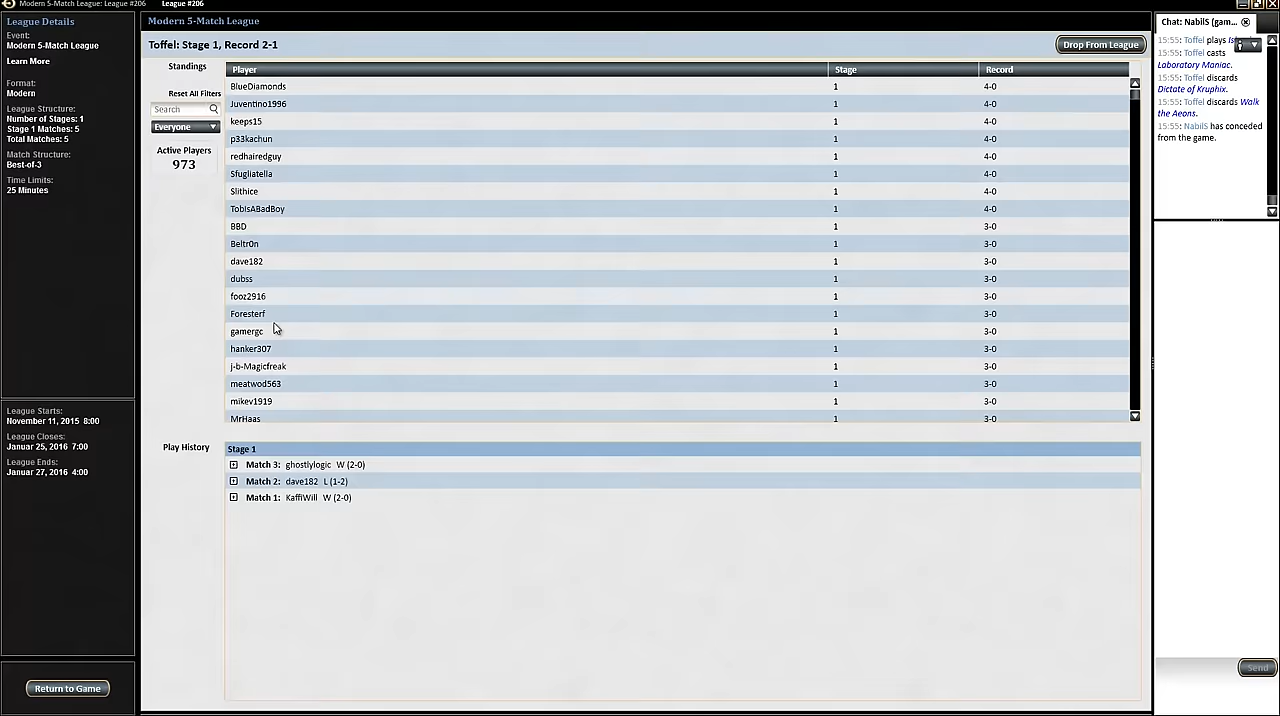 Modern 5-Match League: League #206 League #206
League Details
Event:
Modern 5-Match League
Learn More
Format:
Modern
League Structure:
Number of Stages: 1
Stage 1 Matches: 5
Total Matches: 5
Match Structure:
Best-of-3
Time Limits:
25 Minutes
League Starts:
November 11, 2015 8:00
League Closes:
Januar 25, 2016 7:00
League Ends:
Januar 27, 2016 4:00
Return to Game
Modern 5-Match League
Toffel: Stage 1, Record 2-1
Drop From League
Standings
Reset All Filters
Search
Everyone
Active Players
973
Player Stage Record
BlueDiamonds 1 4-0
Juventino1996 1 4-0
keeps15 1 4-0
p33kachun 1 4-0
redhairedguy 1 4-0
Sfugliatella 1 4-0
Slithice 1 4-0
TobIsABadBoy 1 4-0
BBD 1 3-0
Beltr0n 1 3-0
dave182 1 3-0
dubss 1 3-0
fooz2916 1 3-0
Foresterf 1 3-0
gamergc 1 3-0
hanker307 1 3-0
j-b-Magicfreak 1 3-0
meatwod563 1 3-0
mikev1919 1 3-0
MrHaas 1 3-0
Play History
Stage 1
Match 3: ghostlylogic W (2-0)
Match 2: dave182 L (1-2)
Match 1: KaffiWill W (2-0)
Chat: NabilS (gam...
15:55: Toffel plays
15:55: Toffel
casts
Laboratory Maniac.
15:55: Toffel
discards
Dictate of Kruphix.
15:55: Toffel
discards Walk
the Aeons.
15:55: NabilS
has conceded
from the game.
Send